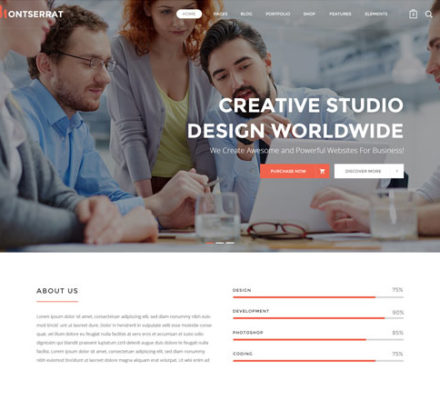 ONTSERRAT
HOME PAGES BLOG PORTFOLIO SHOP FEATURES ELEMENTS
CREATIVE STUDIO
DESIGN WORLDWIDE
We Create Awesome and Powerful Websites For Business!
PURCHASE NOW DISCOVER MORE
ABOUT US
Lorem ipsum dolor sit amet, consectetuer adipiscing elit, sed diam nonummy nibh euis
tincidunt ut laoreet dolore. Dolor in hendrerit in vulputate velit esse molestie conse
quat, vel illum dolore eu feugiat nulla facilisis at vero eros et accumsan et iusto odio
dignissim qui blandit praesent luptatum zzril delenit augue duis dolore te feugait nulla
facilisi. Lorem ipsum dolor sit amet, consectetuer adipiscing elit, sed diam nonummy
tincidunt ut laoreet dolore magna aliquam erat volutpat. Ut wisi enim ad
DESIGN 75%
DEVELOPMENT 90%
PHOTOSHOP 85%
CODING 75%